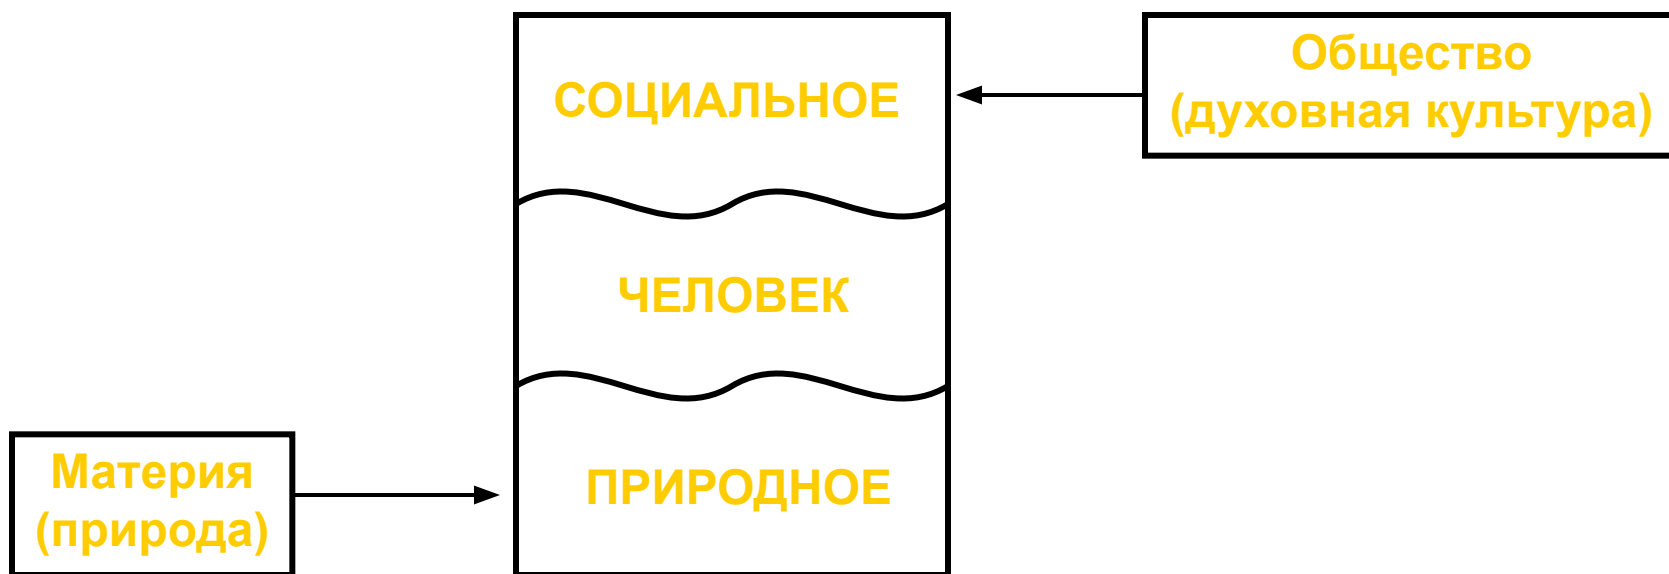 СОЦИАЛЬНОЕ
Общество
(духовная культура)
ЧЕЛОВЕК
Материя
(природа)
ПРИРОДНОЕ